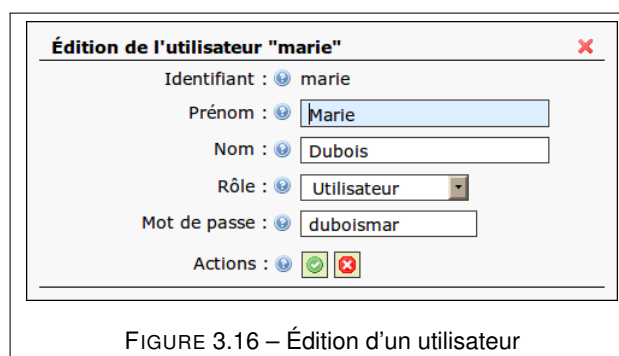 Édition de l'utilisateur "marie"
Identifiant : marie
Prénom : Marie
Nom : Dubois
Rôle : Utilisateur
Mot de passe : duboismar
Actions :
FIGURE 3.16 – Édition d'un utilisateur